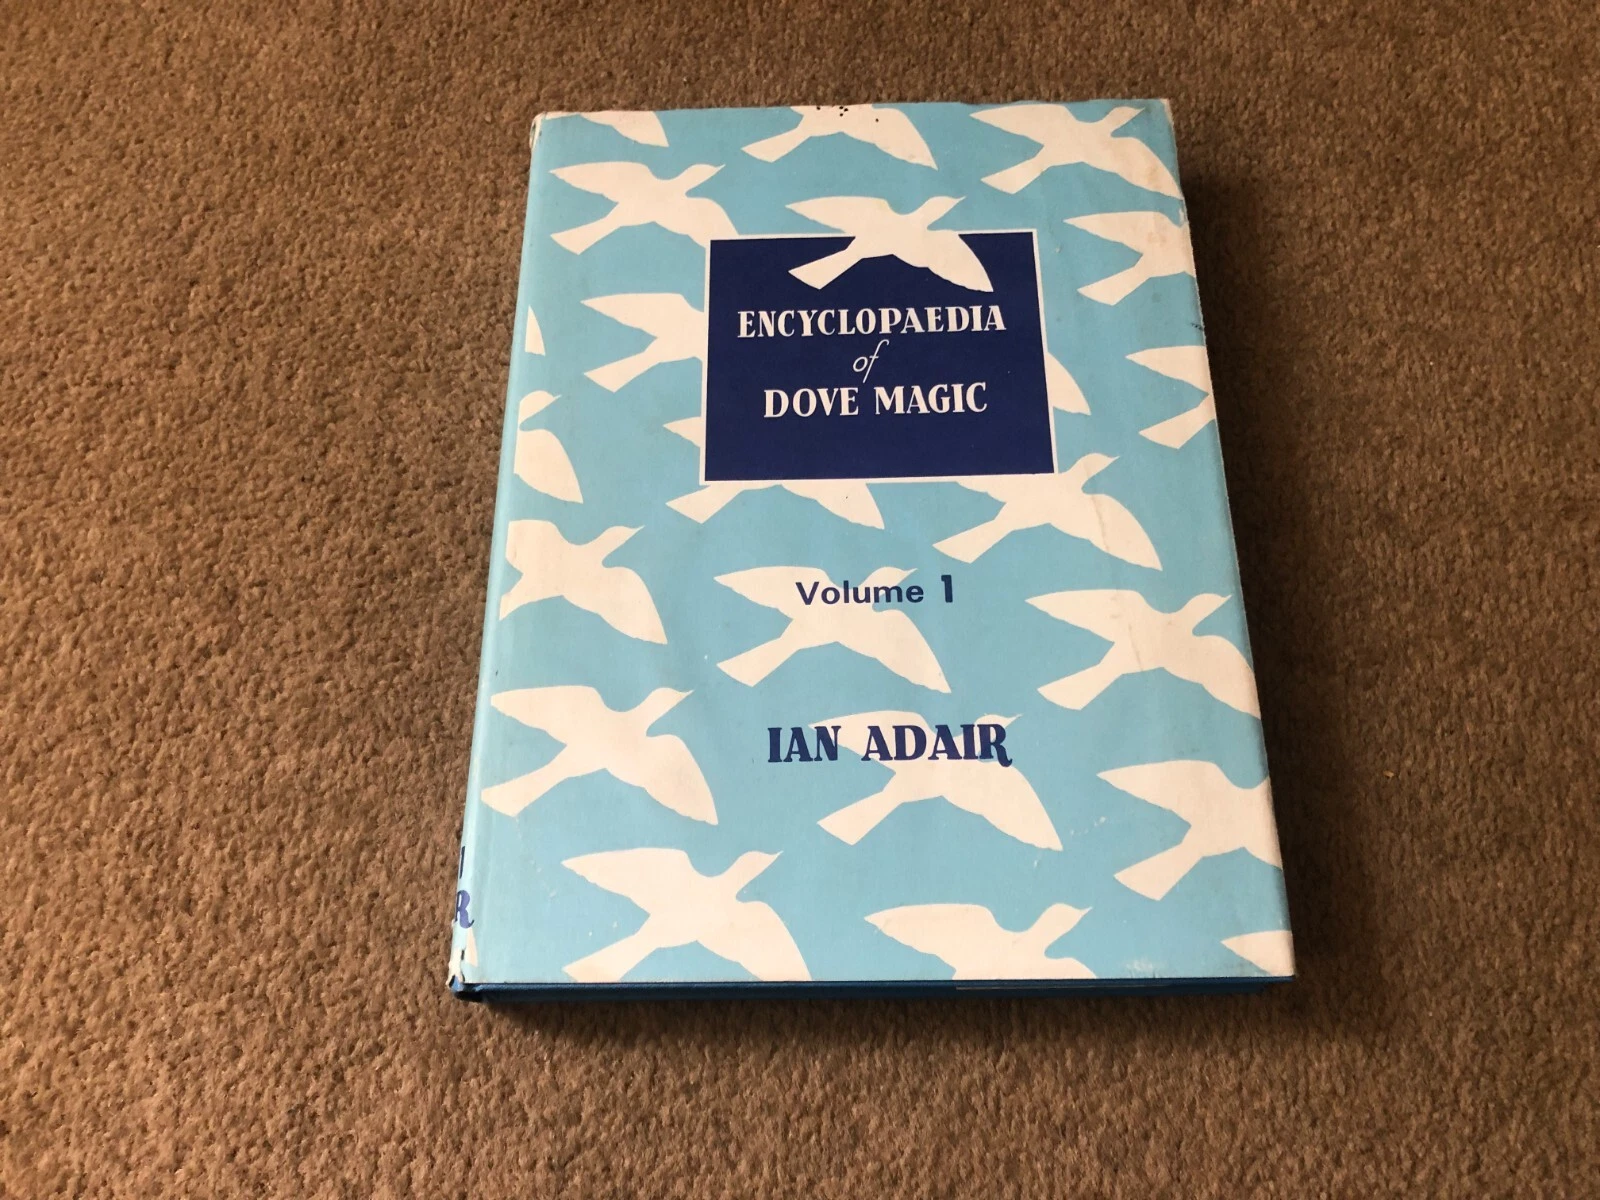 ENCYCLOPAEDIA
of
DOVE MAGIC
Volume 1
IAN ADAIR